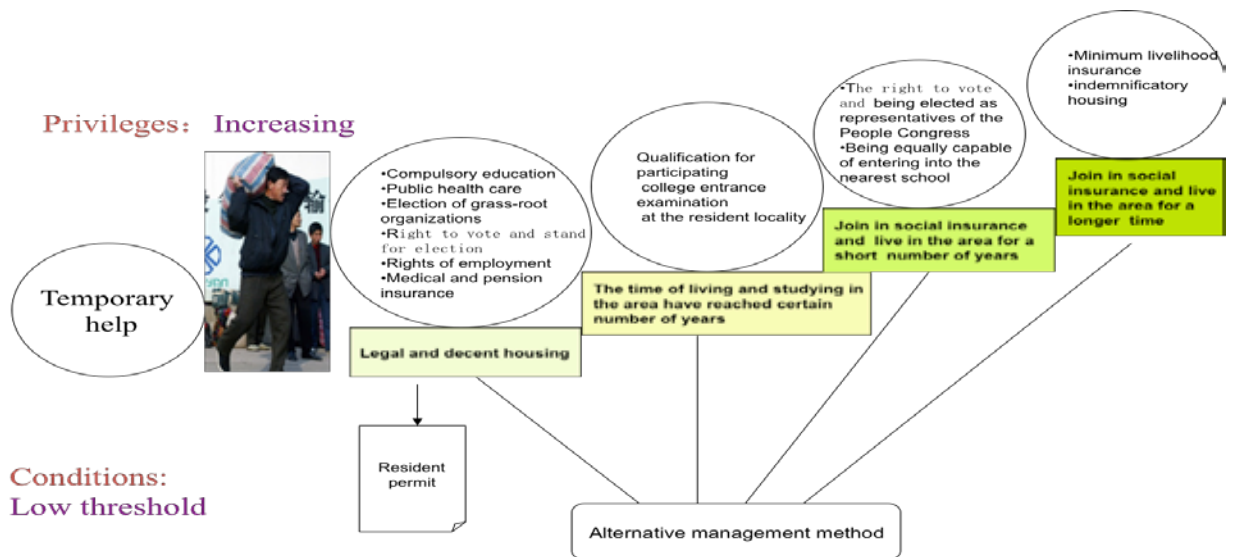 Privileges: Increasing
Temporary
help
•Compulsory education
•Public health care
•Election of grass-root
organizations
•Right to vote and stand
for election
•Rights of employment
•Medical and pension
insurance
Legal and decent housing
Qualification for
participating
college entrance
examination
at the resident locality
The time of living and studying in
the area have reached certain
number of years
•The right to vote
and being elected as
representatives of the
People Congress
•Being equally capable
of entering into the
nearest school
Join in social insurance
and live in the area for a
short number of years
•Minimum livelihood
insurance
•indemnificatory
housing
Join in social
insurance and live
in the area for a
longer time
Resident
permit
Conditions:
Low threshold
Alternative management method